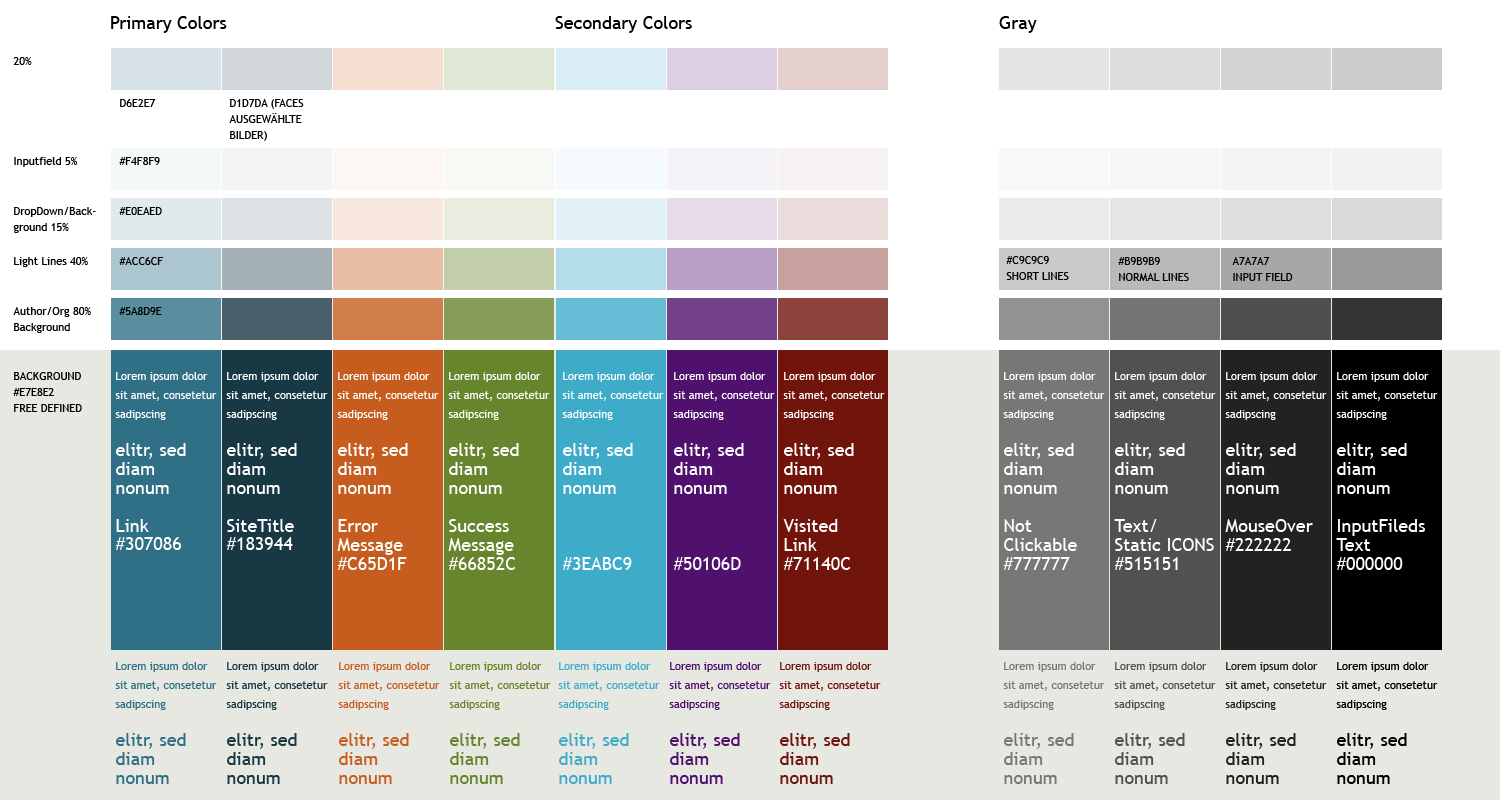 Primary Colors
Secondary Colors
Gray
20%
D6E2E7
D1D7DA (FACES
AUSGEWÄHLTE
BILDER)
Inputfield 5%
#F4F8F9
DropDown/Back-
ground 15%
#E0EAED
Light Lines 40%
#ACC6CF
#C9C9C9
SHORT LINES
#B9B9B9
NORMAL LINES
A7A7A7
INPUT FIELD
Author/Org 80%
Background
#5A8D9E
BACKGROUND
#E7E8E2
FREE DEFINED
Lorem ipsum dolor
sit amet, consetetur
sadipscing
elitr, sed
diam
nonum
Link
#307086
Lorem ipsum dolor
sit amet, consetetur
sadipscing
elitr, sed
diam
nonum
SiteTitle
#183944
Lorem ipsum dolor
sit amet, consetetur
sadipscing
elitr, sed
diam
nonum
Error
Message
#C65D1F
Lorem ipsum dolor
sit amet, consetetur
sadipscing
elitr, sed
diam
nonum
Success
Message
#66852C
Lorem ipsum dolor
sit amet, consetetur
sadipscing
elitr, sed
diam
nonum
#3EABC9
Lorem ipsum dolor
sit amet, consetetur
sadipscing
elitr, sed
diam
nonum
#50106D
Lorem ipsum dolor
sit amet, consetetur
sadipscing
elitr, sed
diam
nonum
Visited
Link
#71140C
Lorem ipsum dolor
sit amet, consetetur
sadipscing
elitr, sed
diam
nonum
Not
Clickable
#777777
Lorem ipsum dolor
sit amet, consetetur
sadipscing
elitr, sed
diam
nonum
Text/
Static ICONS
#515151
Lorem ipsum dolor
sit amet, consetetur
sadipscing
elitr, sed
diam
nonum
MouseOver
#222222
Lorem ipsum dolor
sit amet, consetetur
sadipscing
elitr, sed
diam
nonum
InputFileds
Text
#000000
Lorem ipsum dolor
sit amet, consetetur
sadipscing
elitr, sed
diam
nonum
Lorem ipsum dolor
sit amet, consetetur
sadipscing
elitr, sed
diam
nonum
Lorem ipsum dolor
sit amet, consetetur
sadipscing
elitr, sed
diam
nonum
Lorem ipsum dolor
sit amet, consetetur
sadipscing
elitr, sed
diam
nonum
Lorem ipsum dolor
sit amet, consetetur
sadipscing
elitr, sed
diam
nonum
Lorem ipsum dolor
sit amet, consetetur
sadipscing
elitr, sed
diam
nonum
Lorem ipsum dolor
sit amet, consetetur
sadipscing
elitr, sed
diam
nonum
Lorem ipsum dolor
sit amet, consetetur
sadipscing
elitr, sed
diam
nonum
Lorem ipsum dolor
sit amet, consetetur
sadipscing
elitr, sed
diam
nonum
Lorem ipsum dolor
sit amet, consetetur
sadipscing
elitr, sed
diam
nonum
Lorem ipsum dolor
sit amet, consetetur
sadipscing
elitr, sed
diam
nonum